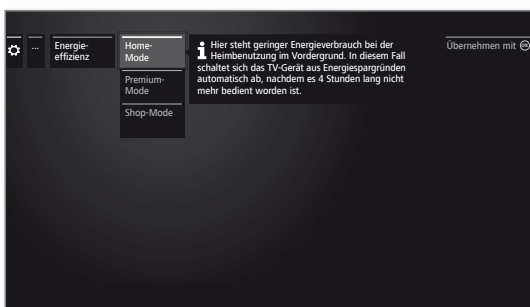 ... Energie-
effizienz
Home-
Mode
Premium-
Mode
Shop-Mode
Hier steht geringer Energieverbrauch bei der
Heimbenutzung im Vordergrund. In diesem Fall
schaltet sich das TV-Gerät aus Energiespargründen
automatisch ab, nachdem es 4 Stunden lang nicht
mehr bedient worden ist.
Übernehmen mit OK